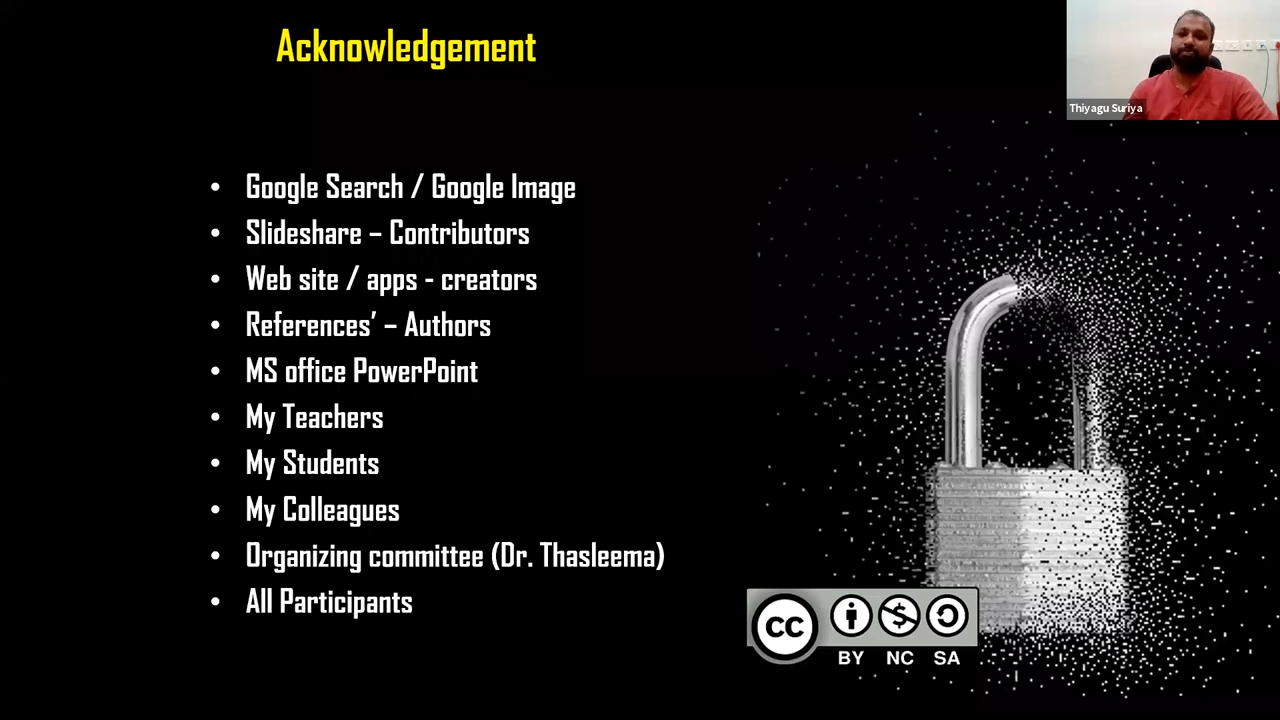 Acknowledgement
Thiyagu Suriya
• Google Search / Google Image
• Slideshare – Contributors
• Web site / apps - creators
• References’ – Authors
• MS office PowerPoint
• My Teachers
• My Students
• My Colleagues
• Organizing committee (Dr. Thasleema)
• All Participants
CC
BY NC SA